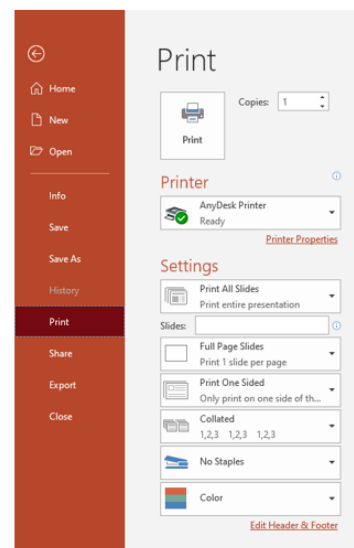 Home
New
Open
Info
Save
Save As
History
Print
Share
Export
Close
Print
Copies: 1
Print
Printer
AnyDesk Printer
Ready
Printer Properties
Settings
Print All Slides
Print entire presentation
Slides:
Full Page Slides
Print 1 slide per page
Print One Sided
Only print on one side of th...
Collated
1,2,3 1,2,3 1,2,3
No Staples
Color
Edit Header & Footer